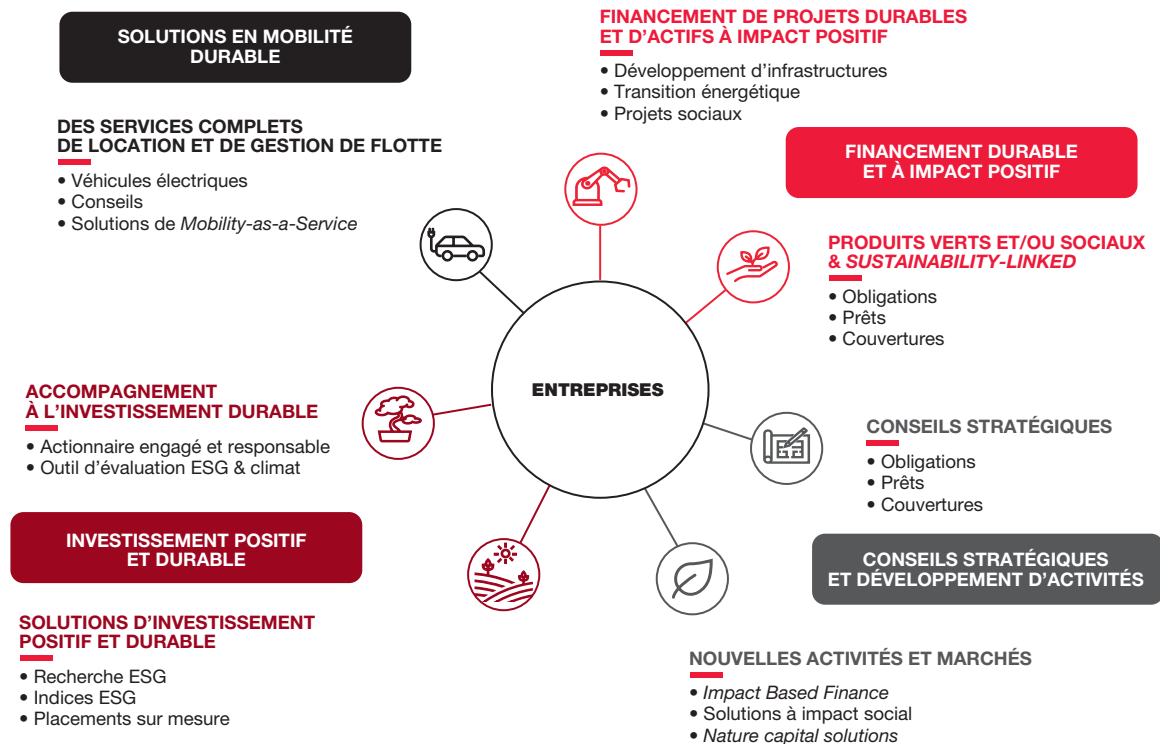 SOLUTIONS EN MOBILITÉ
DURABLE
DES SERVICES COMPLETS
DE LOCATION ET DE GESTION DE FLOTTE
• Véhicules électriques
• Conseils
• Solutions de Mobility-as-a-Service
FINANCEMENT DE PROJETS DURABLES
ET D'ACTIFS À IMPACT POSITIF
• Développement d’infrastructures
• Transition énergétique
• Projets sociaux
FINANCEMENT DURABLE
ET À IMPACT POSITIF
PRODUITS VERTS ET/OU SOCIAUX
& SUSTAINABILITY-LINKED
• Obligations
• Prêts
• Couvertures
ENTREPRISES
ACCOMPAGNEMENT
À L’INVESTISSEMENT DURABLE
• Actionnaire engagé et responsable
• Outil d’évaluation ESG & climat
INVESTISSEMENT POSITIF
ET DURABLE
SOLUTIONS D’INVESTISSEMENT
POSITIF ET DURABLE
• Recherche ESG
• Indices ESG
• Placements sur mesure
CONSEILS STRATÉGIQUES
• Obligations
• Prêts
• Couvertures
CONSEILS STRATÉGIQUES
ET DÉVELOPPEMENT D’ACTIVITÉS
NOUVELLES ACTIVITÉS ET MARCHÉS
• Impact Based Finance
• Solutions à impact social
• Nature capital solutions